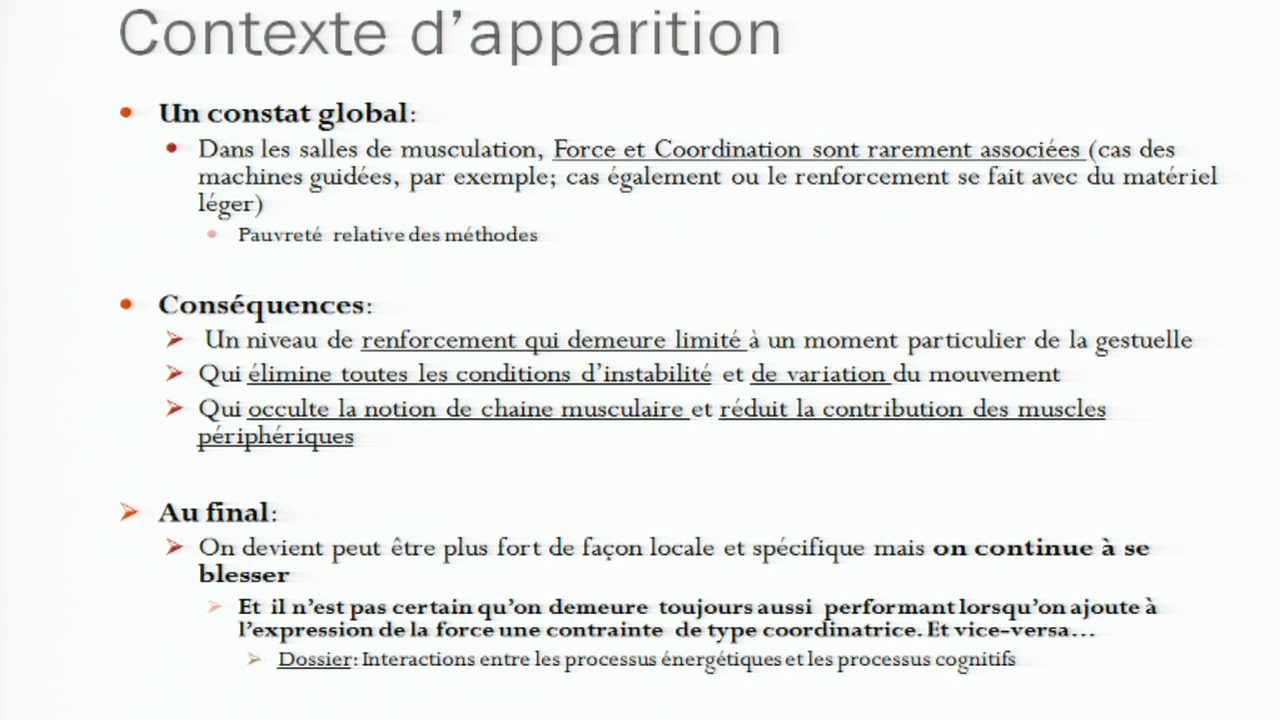 Contexte d’apparition
Un constat global:
Dans les salles de musculation, Force et Coordination sont rarement associées (cas des
machines guidées, par exemple; cas également ou le renforcement se fait avec du matériel
léger)
Pauvreté relative des méthodes
Conséquences:
Un niveau de renforcement qui demeure limité à un moment particulier de la gestuelle
Qui élimine toutes les conditions d’instabilité et de variation du mouvement
Qui occulte la notion de chaine musculaire et réduit la contribution des muscles
périphériques
Au final:
On devient peut être plus fort de façon locale et spécifique mais on continue à se
blesser
Et il n’est pas certain qu’on demeure toujours aussi performant lorsqu’on ajoute à
l’expression de la force une contrainte de type coordinatrice. Et vice-versa…
Dossier: Interactions entre les processus énergétiques et les processus cognitifs